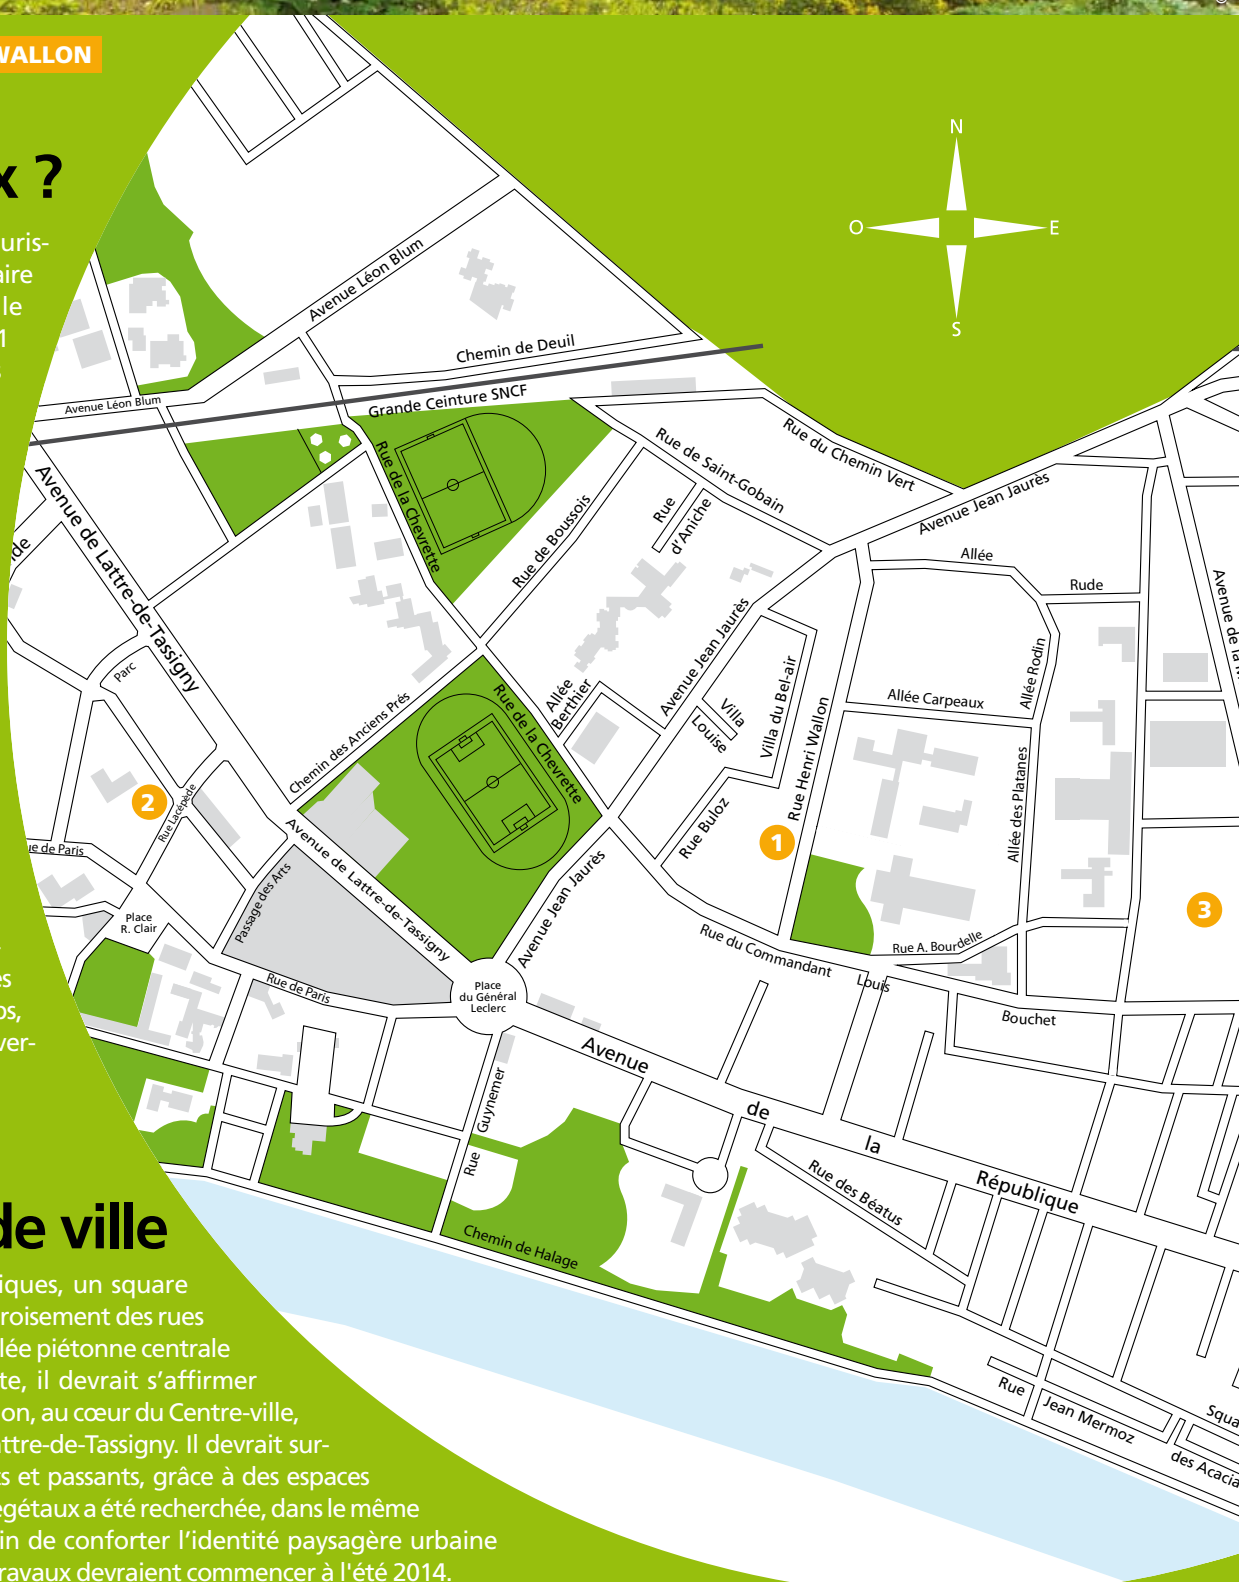 WALLON
x ?
uris-
aire
le
1
es
os,
ver-
de ville
iques, un square
roisement des rues
lée piétonne centrale
te, il devrait s'affirmer
on, au cœur du Centre-ville,
attre-de-Tassigny. Il devrait sur-
ts et passants, grâce à des espaces
égétaux a été recherchée, dans le même
in de conforter l'identité paysagère urbaine
ravaux devraient commencer à l'été 2014.
N
O
E
S
Avenue Léon Blum
Chemin de Deuil
Avenue Léon Blum
Grande Ceinture SNCF
Rue du Chemin Vert
Rue de Saint-Gobain
Rue de la Chevrette
Avenue Jean Jaurès
Avenue de Lattre-de-Tassigny
Rue de Boussois
Rue
d'Aniche
Allée
Rude
Avenue de la
Parc
Allée
Berthier
Avenue Jean Jaurès
Villa
Louise
Villa du Bel-air
Allée Rodin
Allée Carpeaux
Rue de la Chevrette
Chemin des Anciens Prés
Rue Henri Wallon
Allée des Platanes
2
Rue Lacépède
Rue Buloz
1
ue de Paris
Avenue de Lattre-de-Tassigny
Passage des Arts
Avenue Jean Jaurès
3
Place
R. Clair
Rue du Commandant
Louis
Bouchet
Rue A. Bourdelle
Rue de Paris
Place
du Général
Leclerc
Avenue
de
la
République
Rue
Guynemer
Rue des Béatus
Chemin de Halage
Rue
Jean Mermoz
Squa
des Acacia